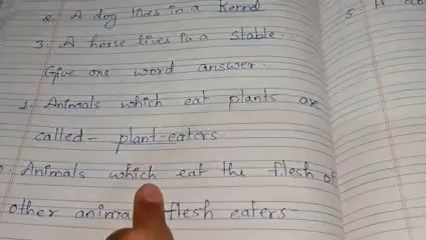 2. A dog lives in a Kennel
3. A horse lives in a stable.
Give one word answer.
1. Animals which eat plants are
called - plant-eaters
Animals which eat the flesh of
other anima flesh eaters
5. A